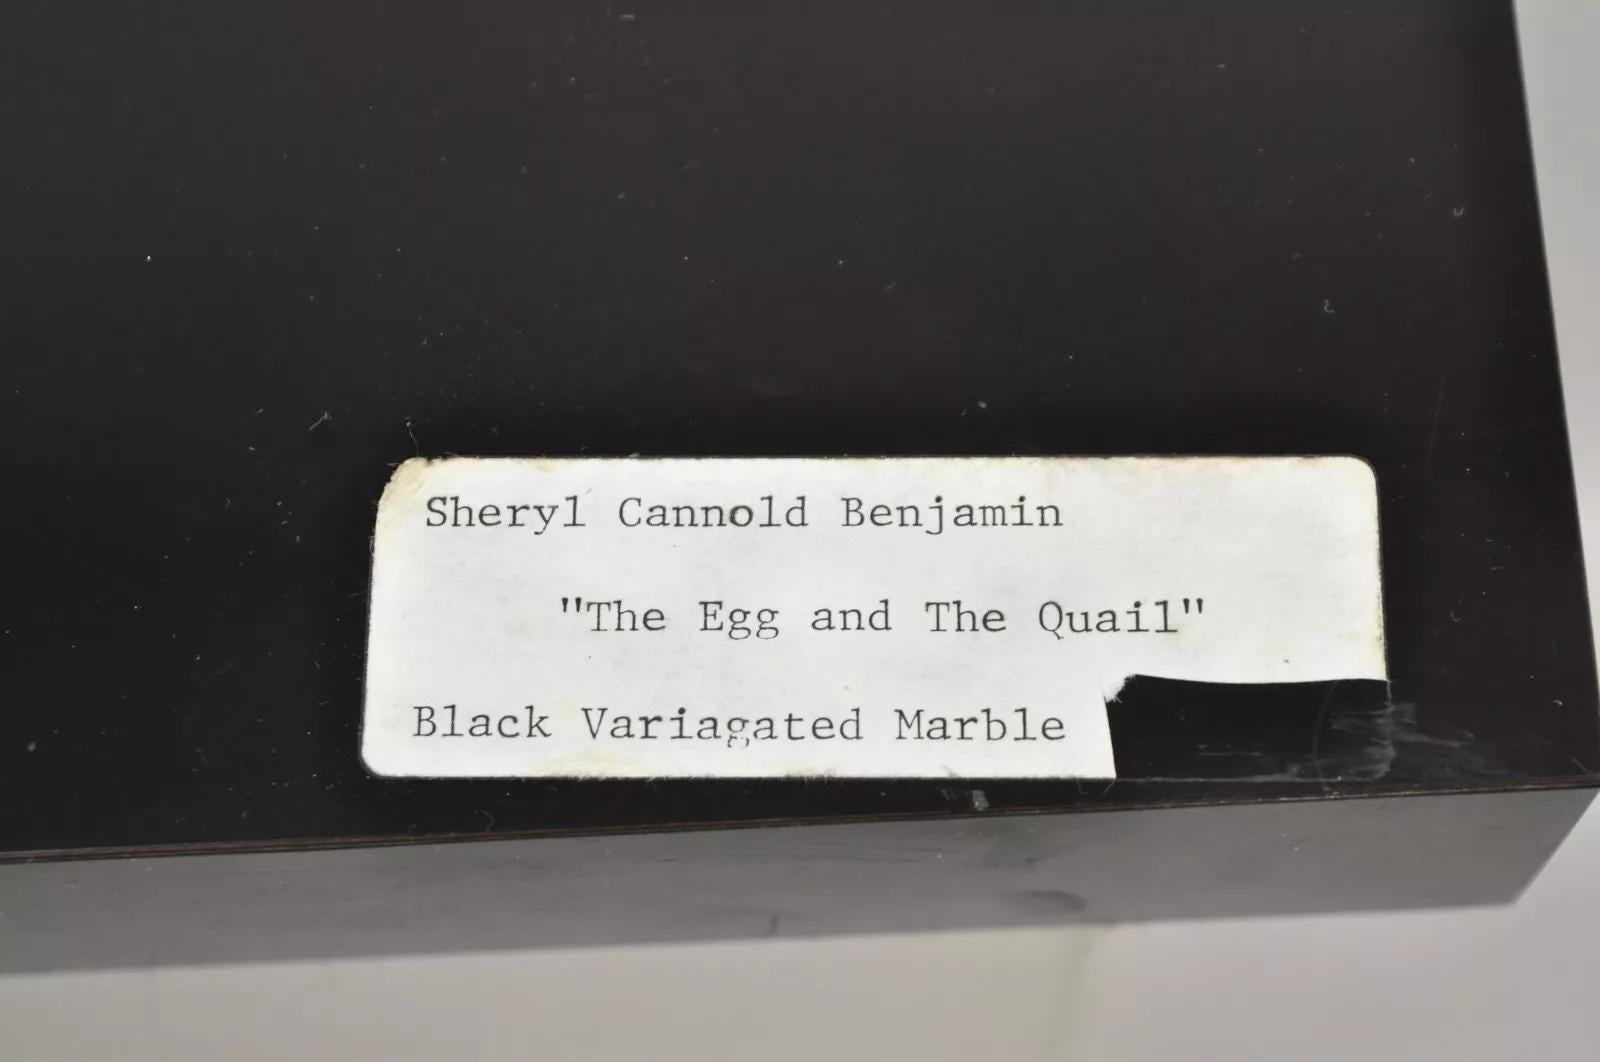 Sheryl Cannold Benjamin
"The Egg and The Quail"
Black Variagated Marble